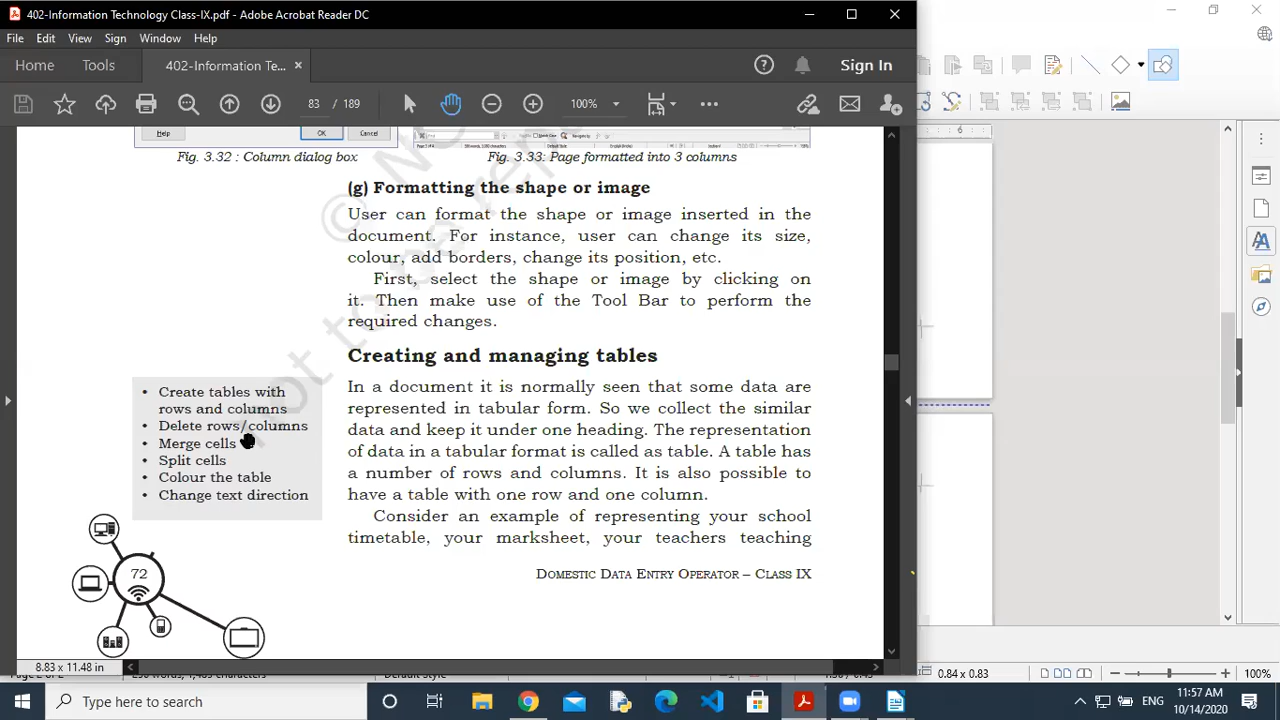 402-Information Technology Class-IX.pdf - Adobe Acrobat Reader DC
File Edit View Sign Window Help
Home Tools 402-Information Te... × Sign In
83 / 189 100%
Help OK Cancel
Fig. 3.32 : Column dialog box
Fig. 3.33: Page formatted into 3 columns
(g) Formatting the shape or image
User can format the shape or image inserted in the
document. For instance, user can change its size,
colour, add borders, change its position, etc.
First, select the shape or image by clicking on
it. Then make use of the Tool Bar to perform the
required changes.
Creating and managing tables
• Create tables with
rows and columns
• Delete rows/columns
• Merge cells
• Split cells
• Colour the table
• Change text direction
In a document it is normally seen that some data are
represented in tabular form. So we collect the similar
data and keep it under one heading. The representation
of data in a tabular format is called as table. A table has
a number of rows and columns. It is also possible to
have a table with one row and one column.
Consider an example of representing your school
timetable, your marksheet, your teachers teaching
72
Domestic Data Entry Operator – Class IX
8.83 x 11.48 in
6
0.84 x 0.83
100%
Type here to search
ENG
11:57 AM
10/14/2020